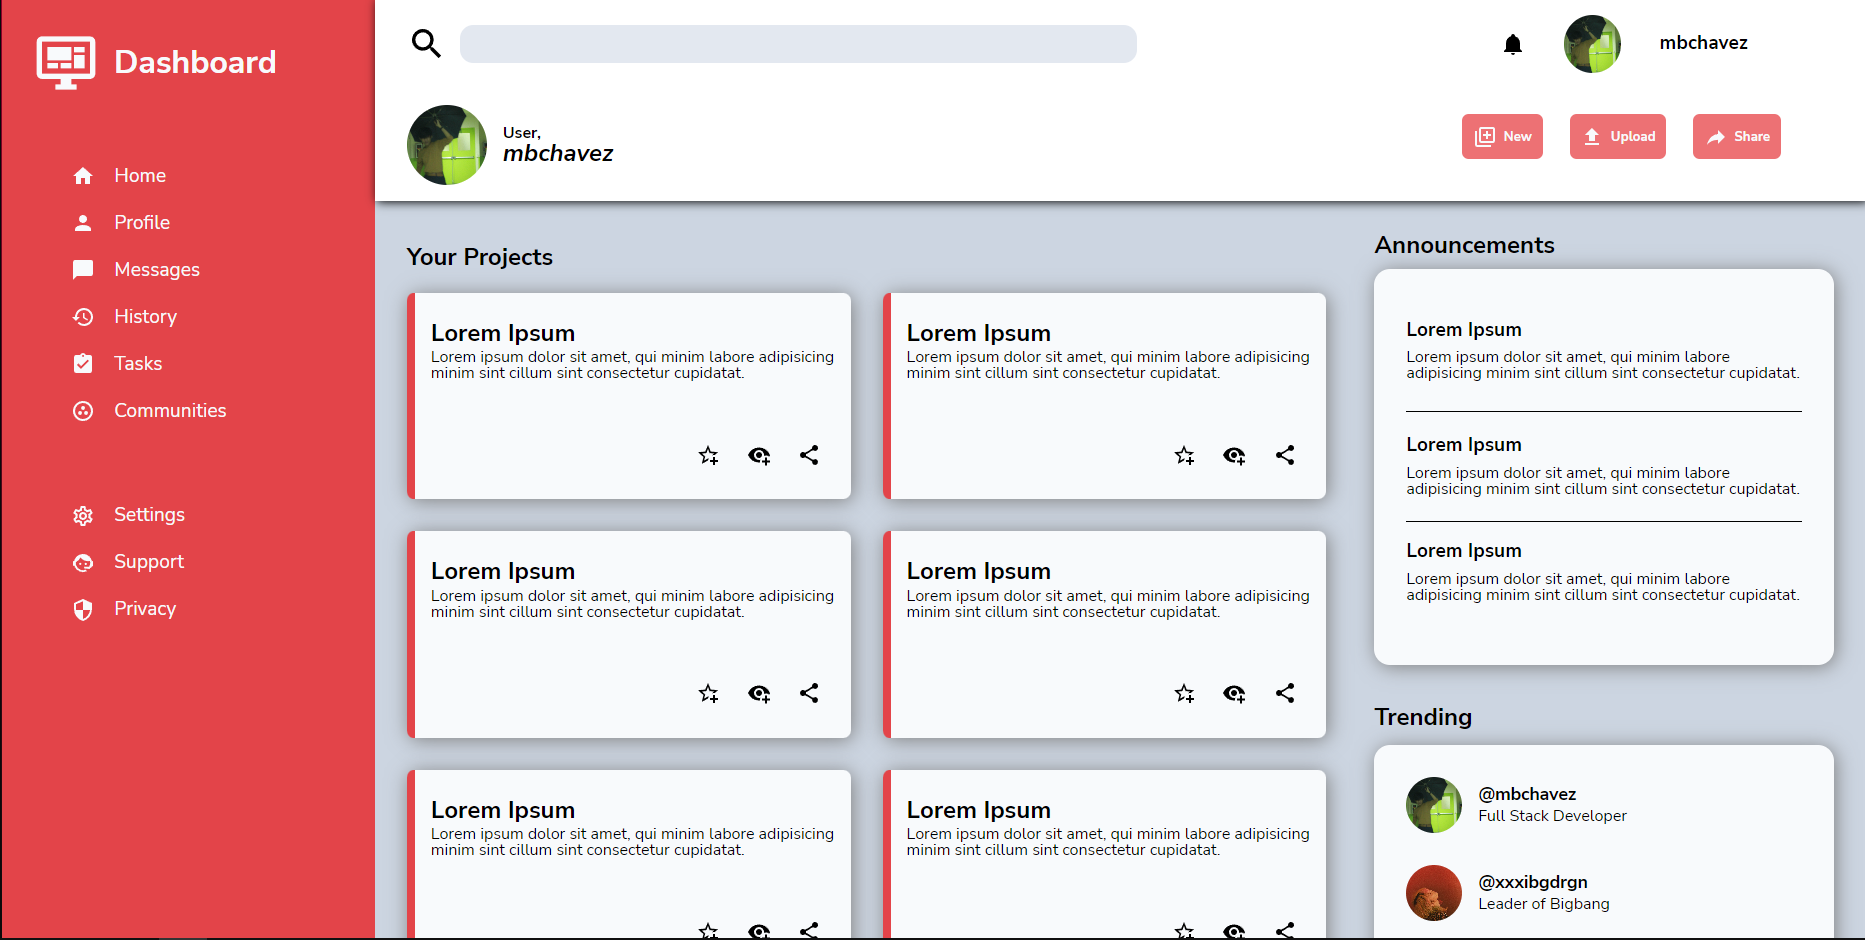 Dashboard
Home
Profile
Messages
History
Tasks
Communities
Settings
Support
Privacy
mbchavez
User,
mbchavez
New
Upload
Share
Your Projects
Lorem Ipsum
Lorem ipsum dolor sit amet, qui minim labore adipisicing
minim sint cillum sint consectetur cupidatat.
Lorem Ipsum
Lorem ipsum dolor sit amet, qui minim labore adipisicing
minim sint cillum sint consectetur cupidatat.
Lorem Ipsum
Lorem ipsum dolor sit amet, qui minim labore adipisicing
minim sint cillum sint consectetur cupidatat.
Lorem Ipsum
Lorem ipsum dolor sit amet, qui minim labore adipisicing
minim sint cillum sint consectetur cupidatat.
Lorem Ipsum
Lorem ipsum dolor sit amet, qui minim labore adipisicing
minim sint cillum sint consectetur cupidatat.
Lorem Ipsum
Lorem ipsum dolor sit amet, qui minim labore adipisicing
minim sint cillum sint consectetur cupidatat.
Announcements
Lorem Ipsum
Lorem ipsum dolor sit amet, qui minim labore
adipisicing minim sint cillum sint consectetur cupidatat.
Lorem Ipsum
Lorem ipsum dolor sit amet, qui minim labore
adipisicing minim sint cillum sint consectetur cupidatat.
Lorem Ipsum
Lorem ipsum dolor sit amet, qui minim labore
adipisicing minim sint cillum sint consectetur cupidatat.
Trending
@mbchavez
Full Stack Developer
@xxxibgdrgn
Leader of Bigbang